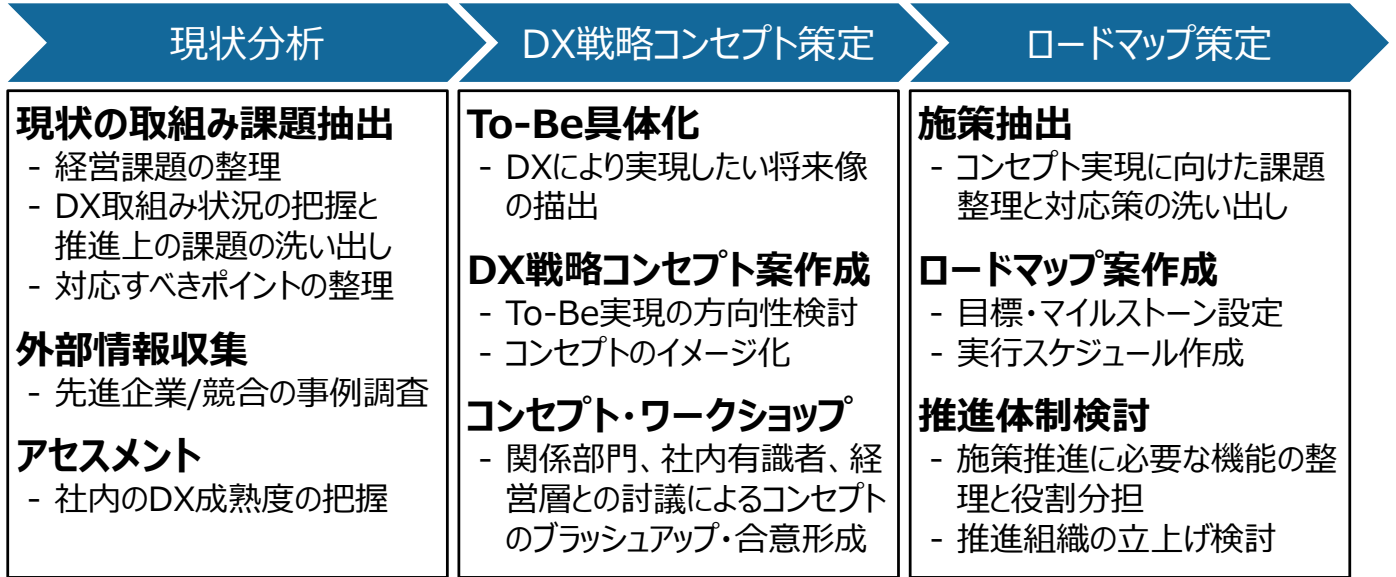 現状分析
DX戦略コンセプト策定
ロードマップ策定
現状の取組み課題抽出
- 経営課題の整理
- DX取組み状況の把握と
推進上の課題の洗い出し
- 対応すべきポイントの整理
外部情報収集
- 先進企業/競合の事例調査
アセスメント
- 社内のDX成熟度の把握
To-Be具体化
- DXにより実現したい将来像
の描出
DX戦略コンセプト案作成
- To-Be実現の方向性検討
- コンセプトのイメージ化
コンセプト・ワークショップ
- 関係部門、社内有識者、経
営層との討議によるコンセプト
のブラッシュアップ・合意形成
施策抽出
- コンセプト実現に向けた課題
整理と対応策の洗い出し
ロードマップ案作成
- 目標・マイルストーン設定
- 実行スケジュール作成
推進体制検討
- 施策推進に必要な機能の整
理と役割分担
- 推進組織の立上げ検討